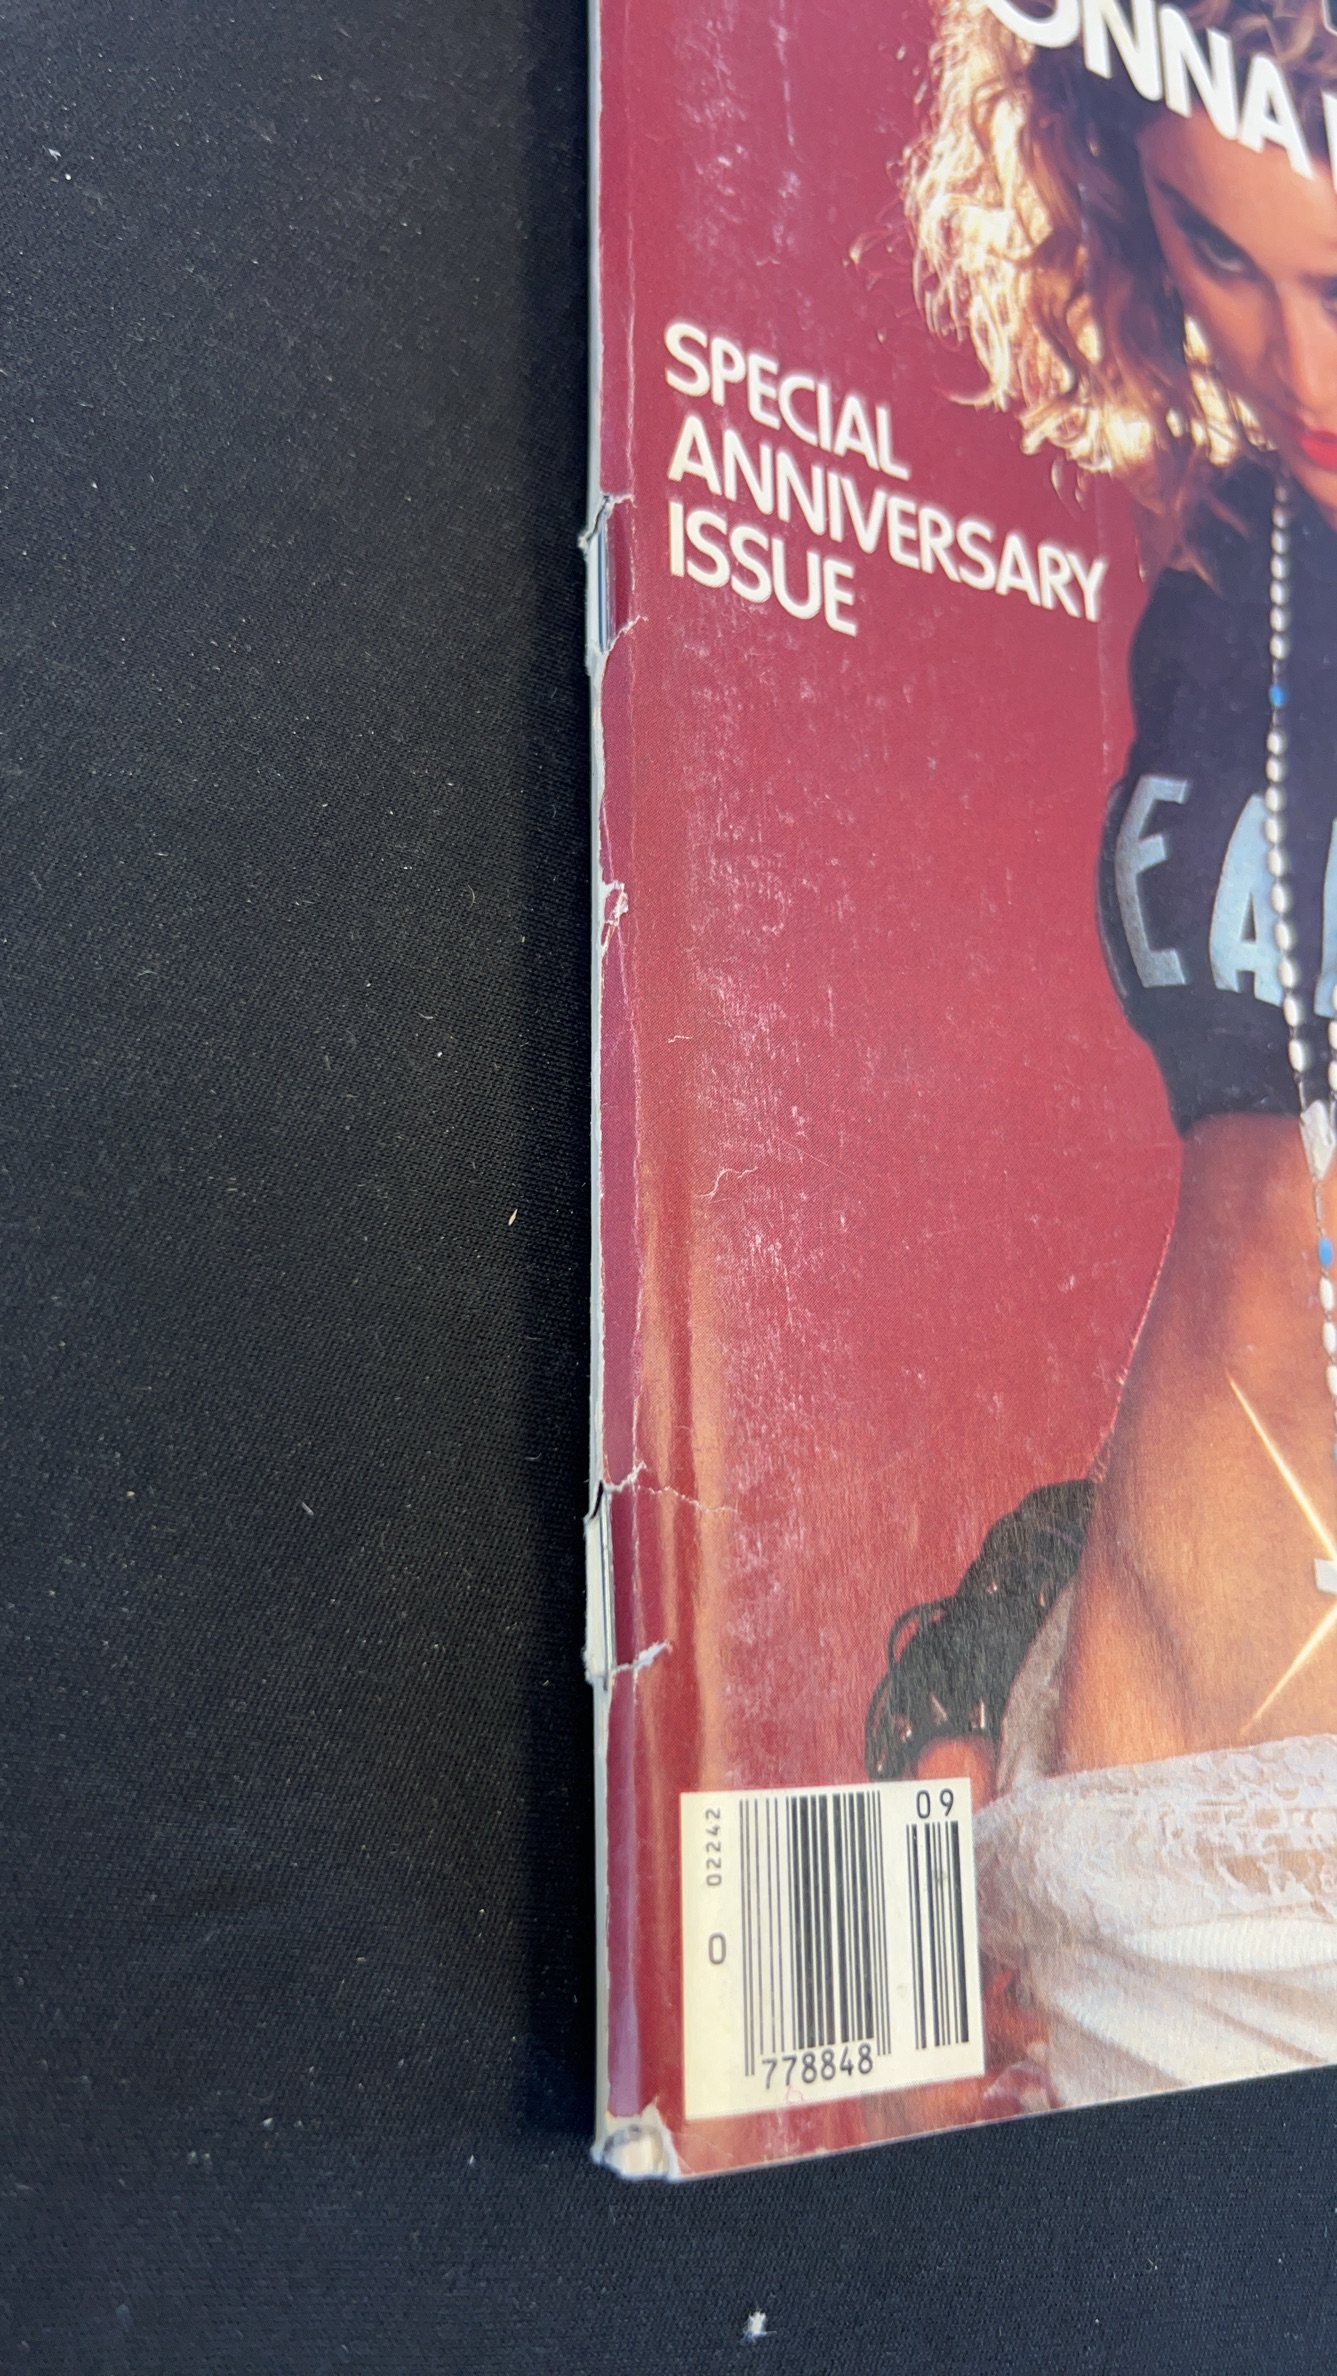 ONNA
SPECIAL
ANNIVERSARY
ISSUE
EA
09
02242
0
778848